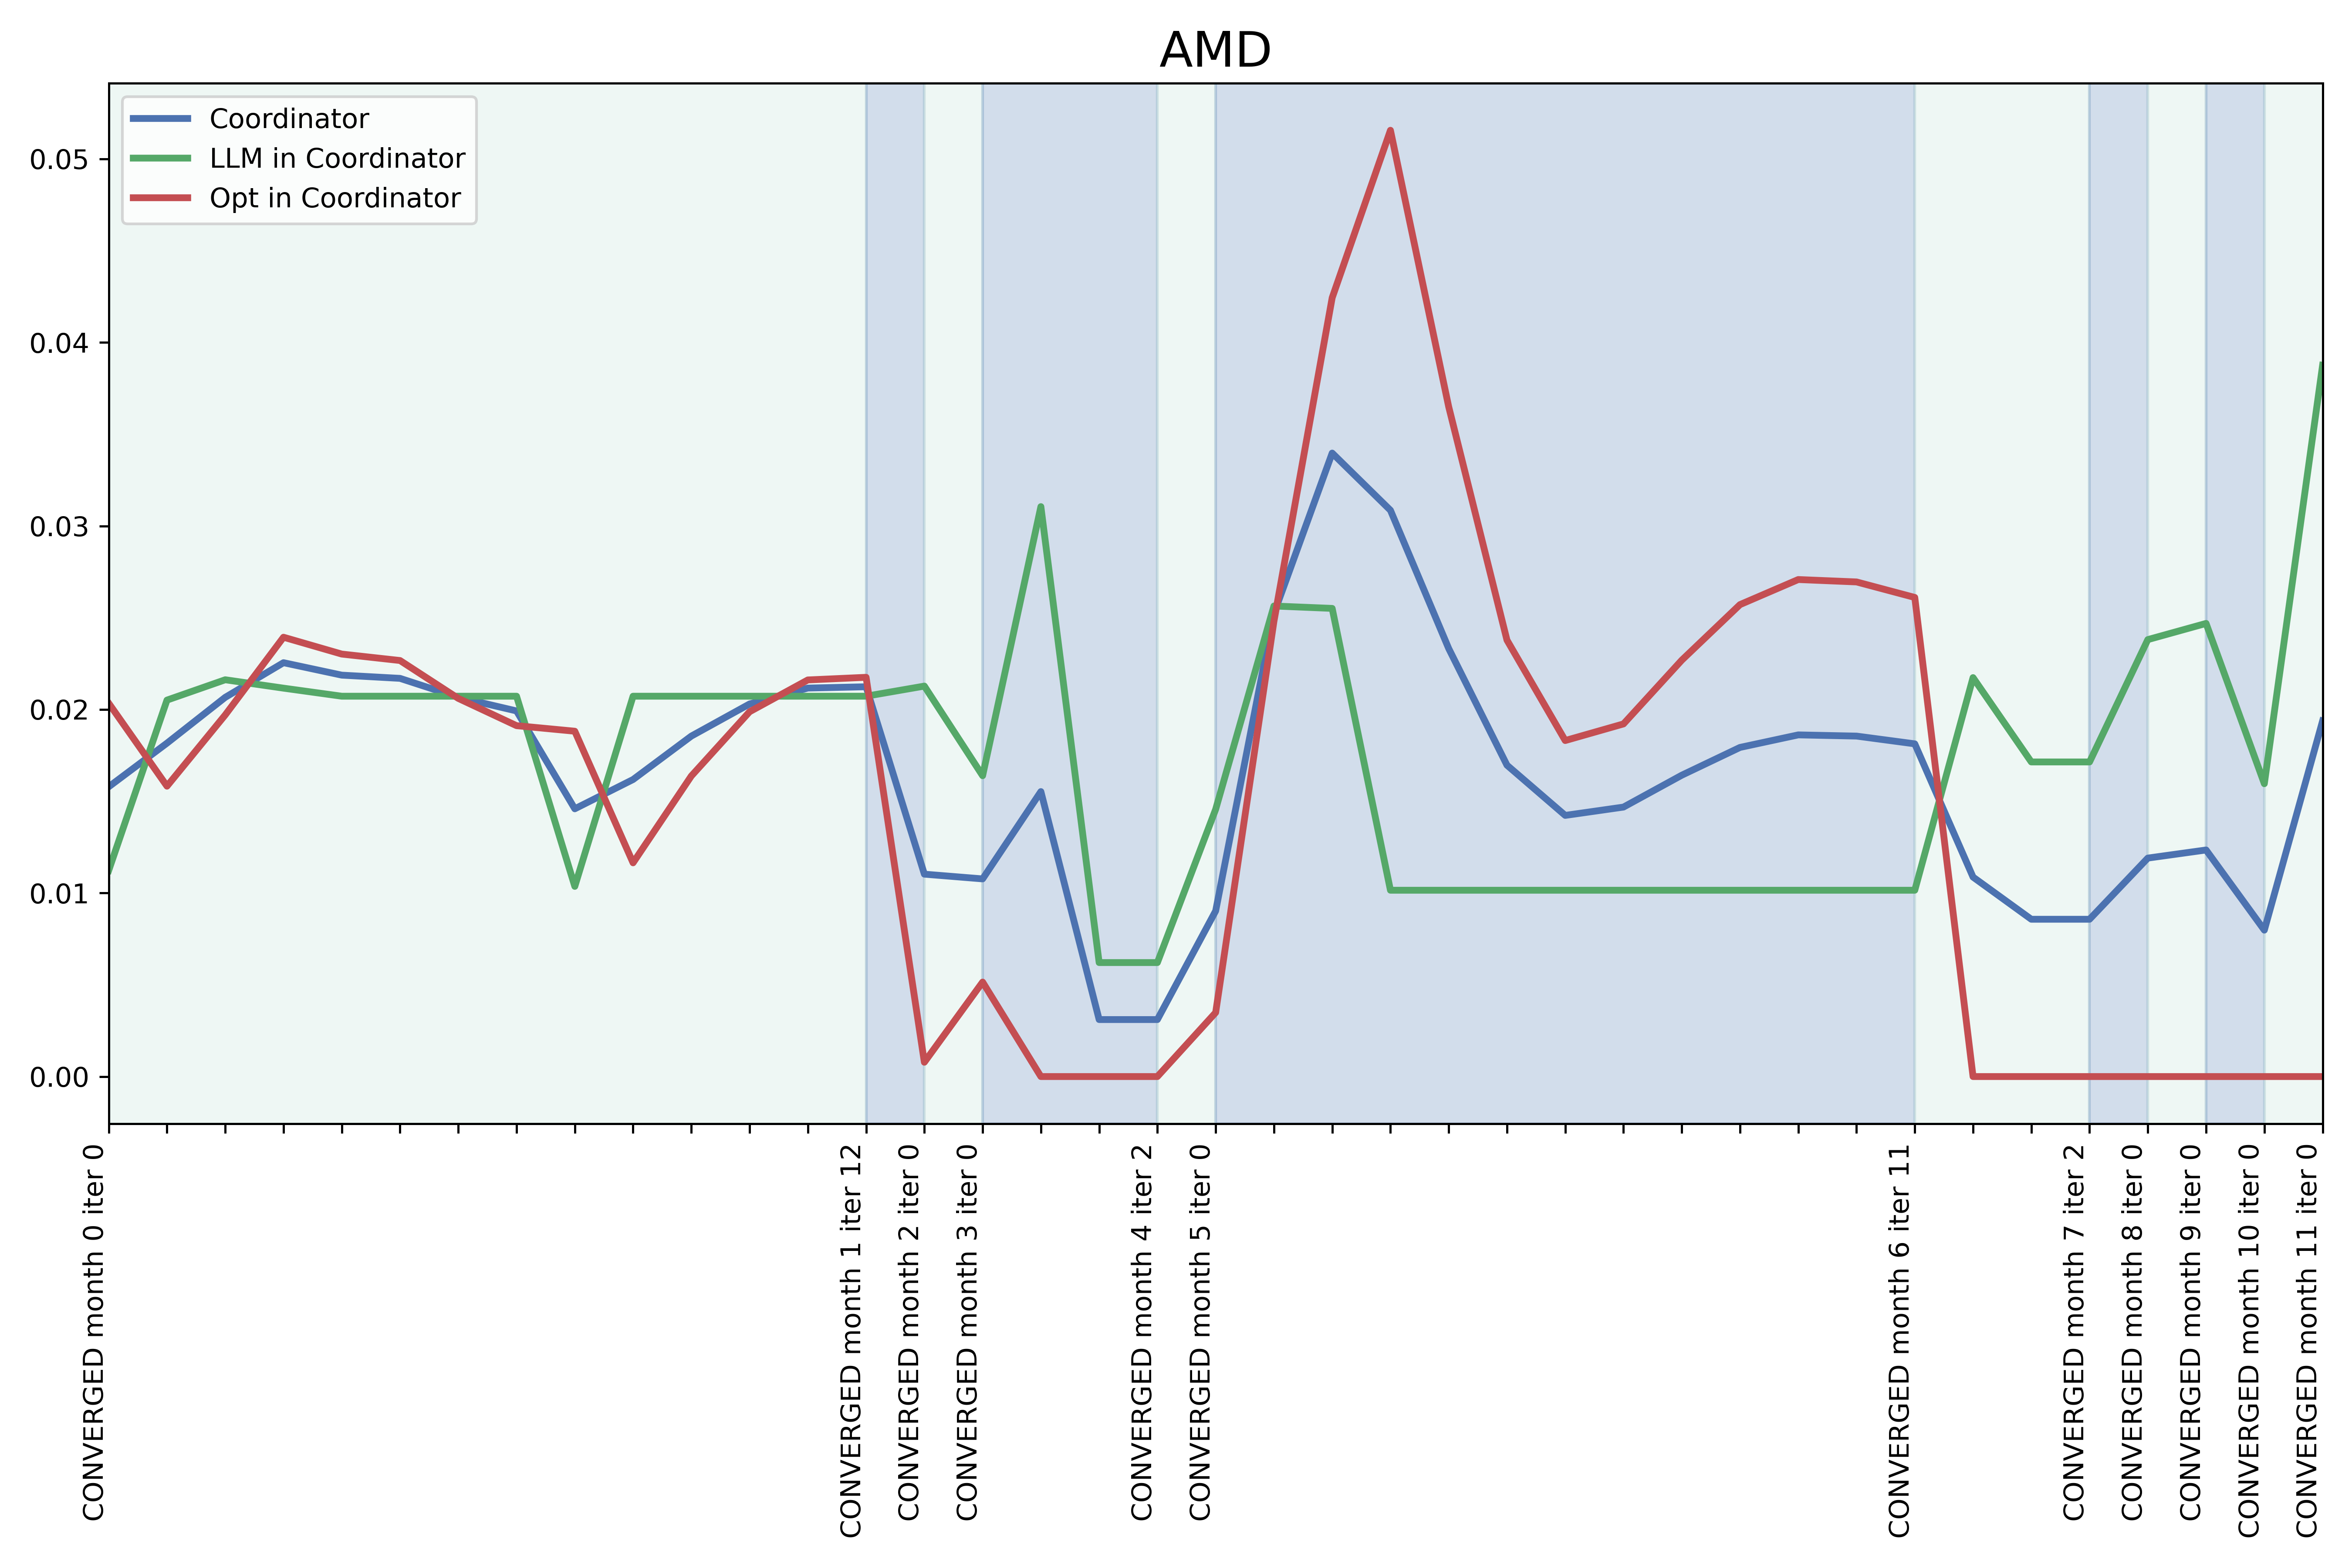 AMD
Coordinator
LLM in Coordinator
Opt in Coordinator
0.05
0.04
0.03
0.02
0.01
0.00
CONVERGED month 0 iter 0
CONVERGED month 1 iter 12
CONVERGED month 2 iter 0
CONVERGED month 3 iter 0
CONVERGED month 4 iter 2
CONVERGED month 5 iter 0
CONVERGED month 6 iter 11
CONVERGED month 7 iter 2
CONVERGED month 8 iter 0
CONVERGED month 9 iter 0
CONVERGED month 10 iter 0
CONVERGED month 11 iter 0